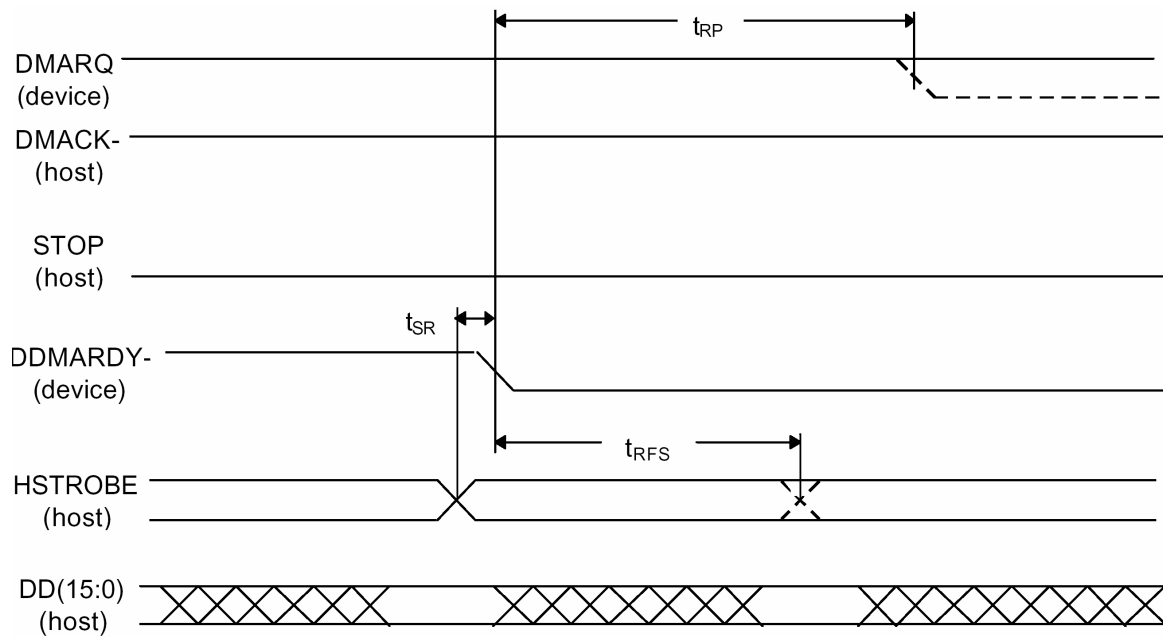 tRP
DMARQ
(device)
DMACK-
(host)
STOP
(host)
tSR
DDMARDY-
(device)
tRFS
HSTROBE
(host)
DD(15:0)
(host)